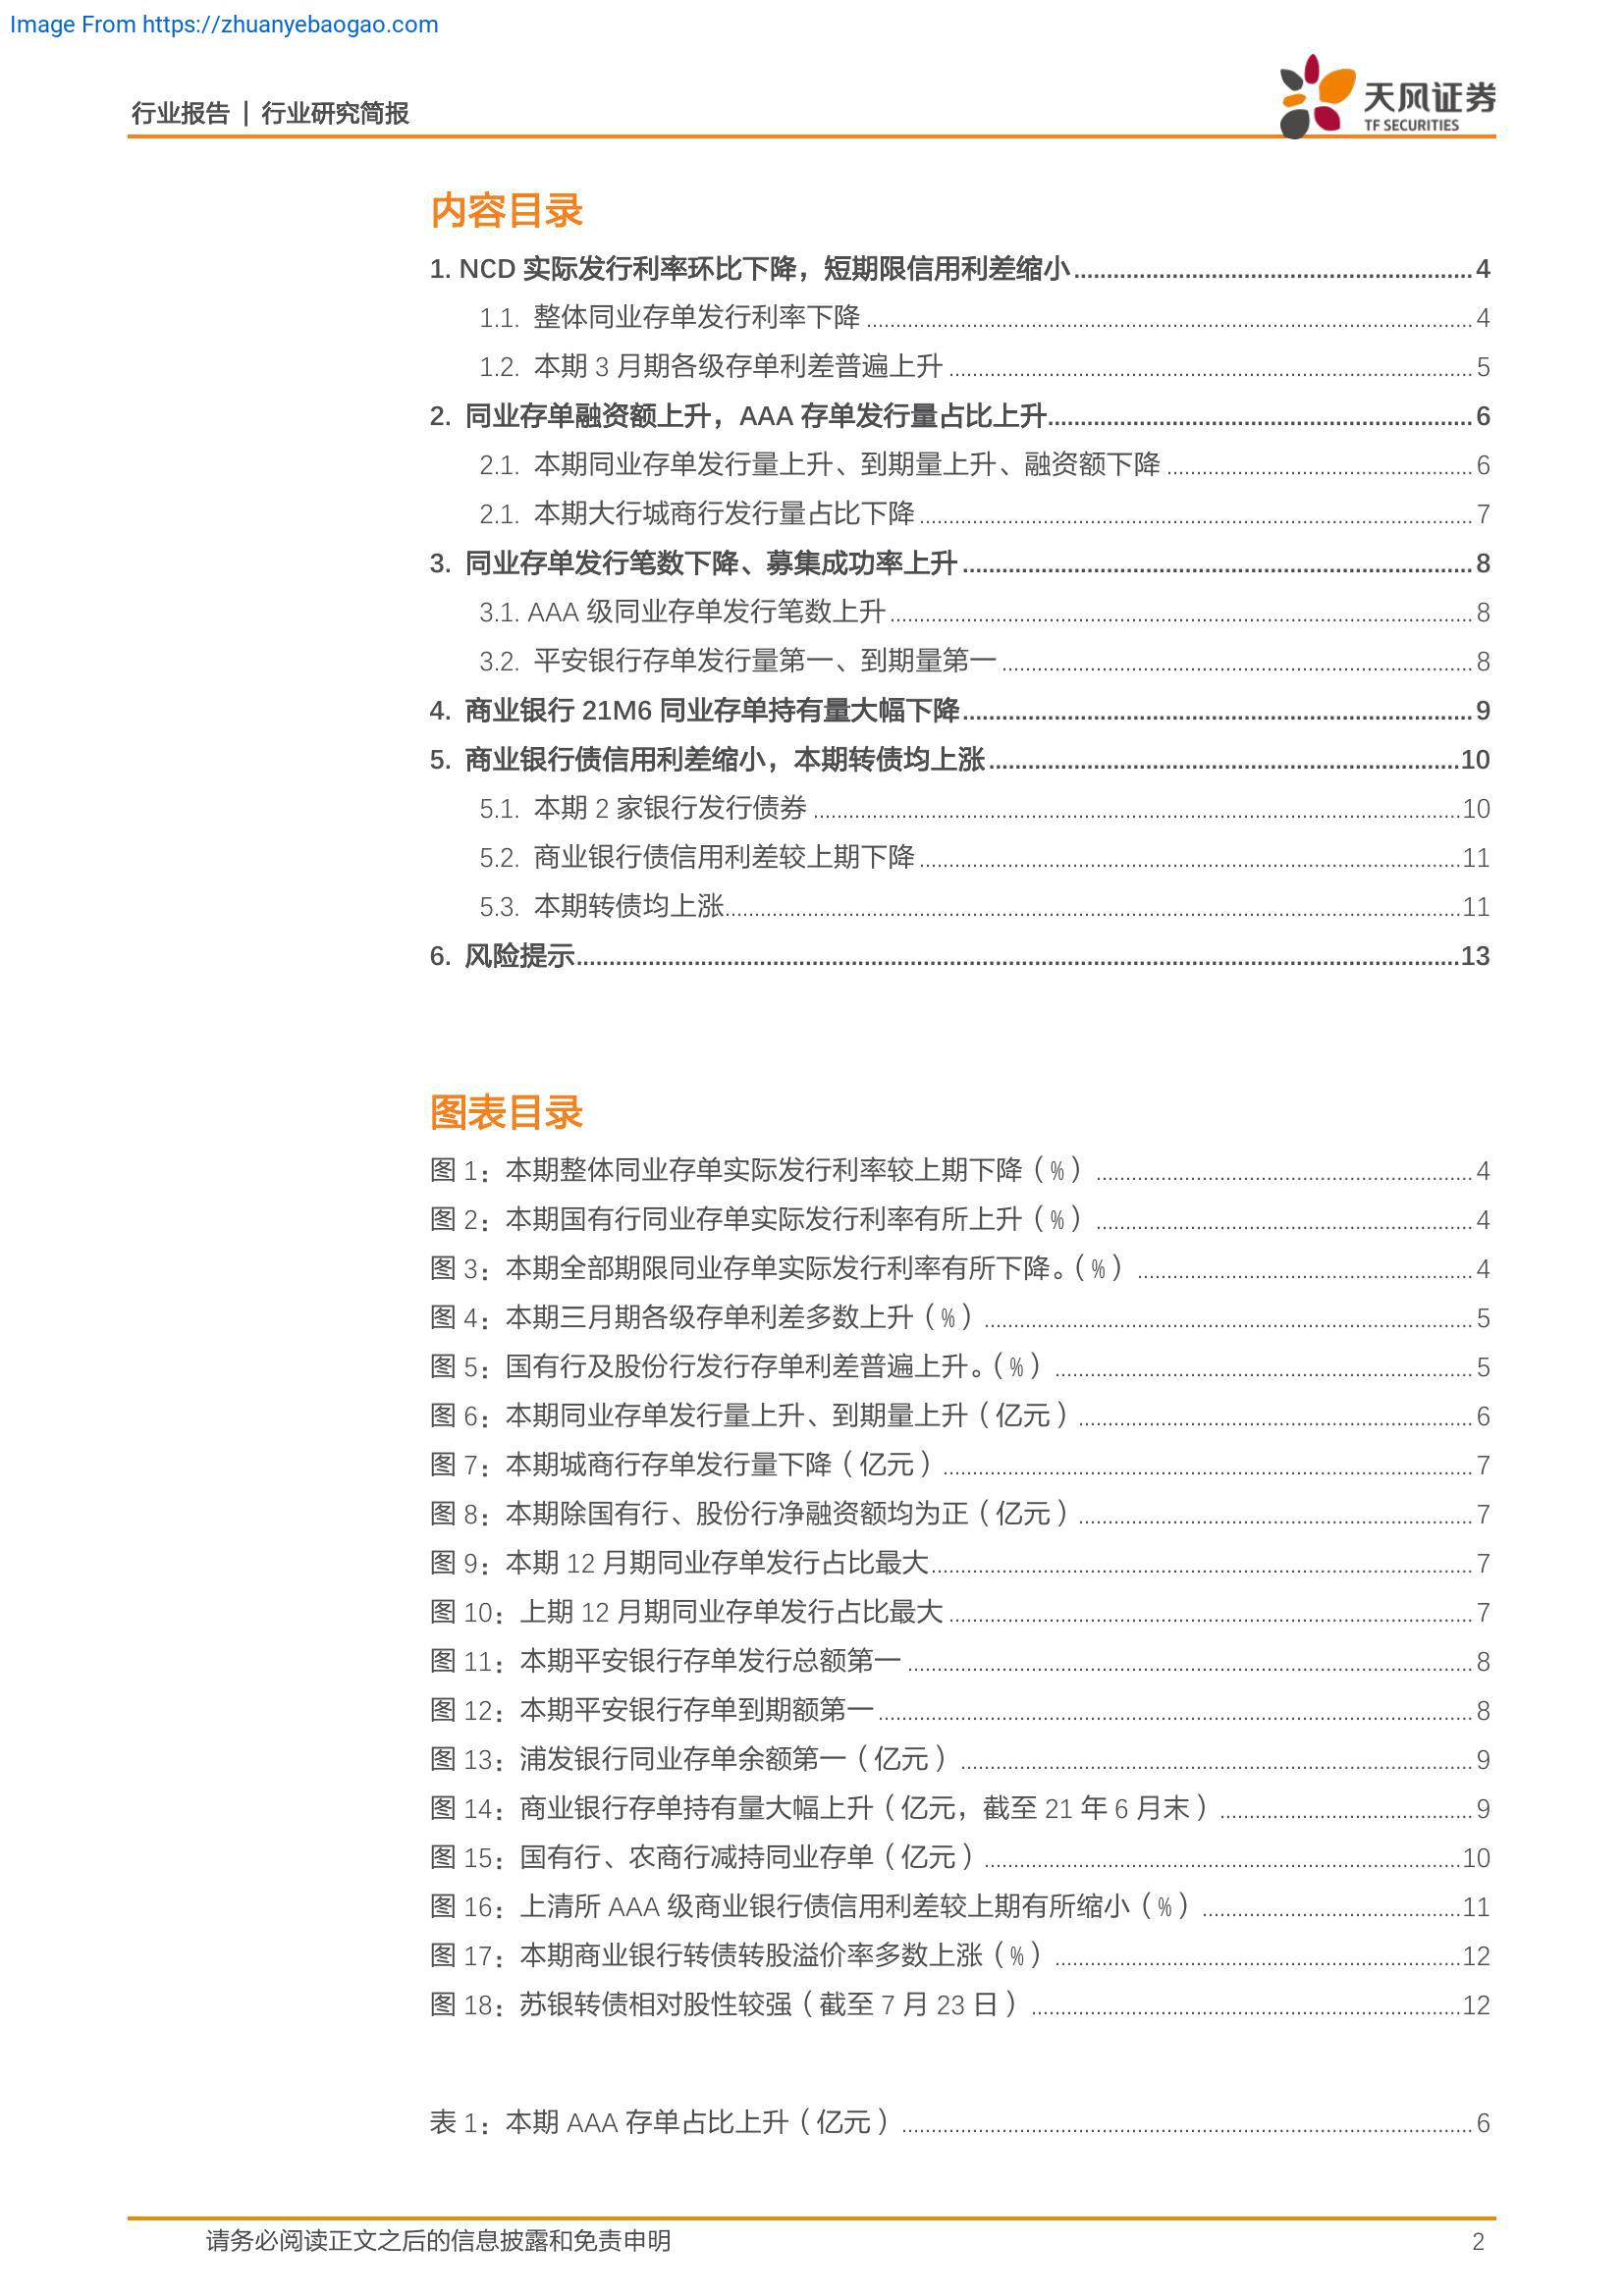 Image From https://zhuanyebaogao.com
行业报告 | 行业研究简报
天风证券
TF SECURITIES
内容目录
1. NCD 实际发行利率环比下降，短期限信用利差缩小 4
1.1. 整体同业存单发行利率下降 4
1.2. 本期 3 月期各级存单利差普遍上升 5
2. 同业存单融资额上升，AAA 存单发行量占比上升 6
2.1. 本期同业存单发行量上升、到期量上升、融资额下降 6
2.1. 本期大行城商行发行量占比下降 7
3. 同业存单发行笔数下降、募集成功率上升 8
3.1. AAA 级同业存单发行笔数上升 8
3.2. 平安银行存单发行量第一、到期量第一 8
4. 商业银行 21M6 同业存单持有量大幅下降 9
5. 商业银行债信用利差缩小，本期转债均上涨 10
5.1. 本期 2 家银行发行债券 10
5.2. 商业银行债信用利差较上期下降 11
5.3. 本期转债均上涨 11
6. 风险提示 13
图表目录
图 1：本期整体同业存单实际发行利率较上期下降（%） 4
图 2：本期国有行同业存单实际发行利率有所上升（%） 4
图 3：本期全部期限同业存单实际发行利率有所下降。（%） 4
图 4：本期三月期各级存单利差多数上升（%） 5
图 5：国有行及股份行发行存单利差普遍上升。（%） 5
图 6：本期同业存单发行量上升、到期量上升（亿元） 6
图 7：本期城商行存单发行量下降（亿元） 7
图 8：本期除国有行、股份行净融资额均为正（亿元） 7
图 9：本期 12 月期同业存单发行占比最大 7
图 10：上期 12 月期同业存单发行占比最大 7
图 11：本期平安银行存单发行总额第一 8
图 12：本期平安银行存单到期额第一 8
图 13：浦发银行同业存单余额第一（亿元） 9
图 14：商业银行存单持有量大幅上升（亿元，截至 21 年 6 月末） 9
图 15：国有行、农商行减持同业存单（亿元） 10
图 16：上清所 AAA 级商业银行债信用利差较上期有所缩小（%） 11
图 17：本期商业银行转债转股溢价率多数上涨（%） 12
图 18：苏银转债相对股性较强（截至 7 月 23 日） 12
表 1：本期 AAA 存单占比上升（亿元） 6
请务必阅读正文之后的信息披露和免责申明 2